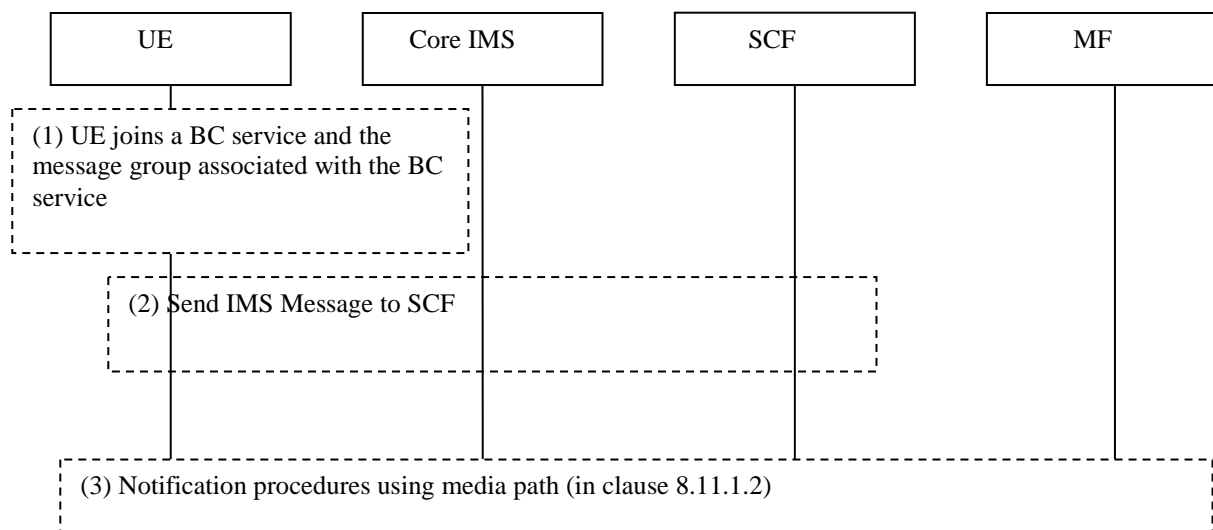 UE
Core IMS
SCF
MF
(1) UE joins a BC service and the
message group associated with the BC
service
(2) Send IMS Message to SCF
(3) Notification procedures using media path (in clause 8.11.1.2)